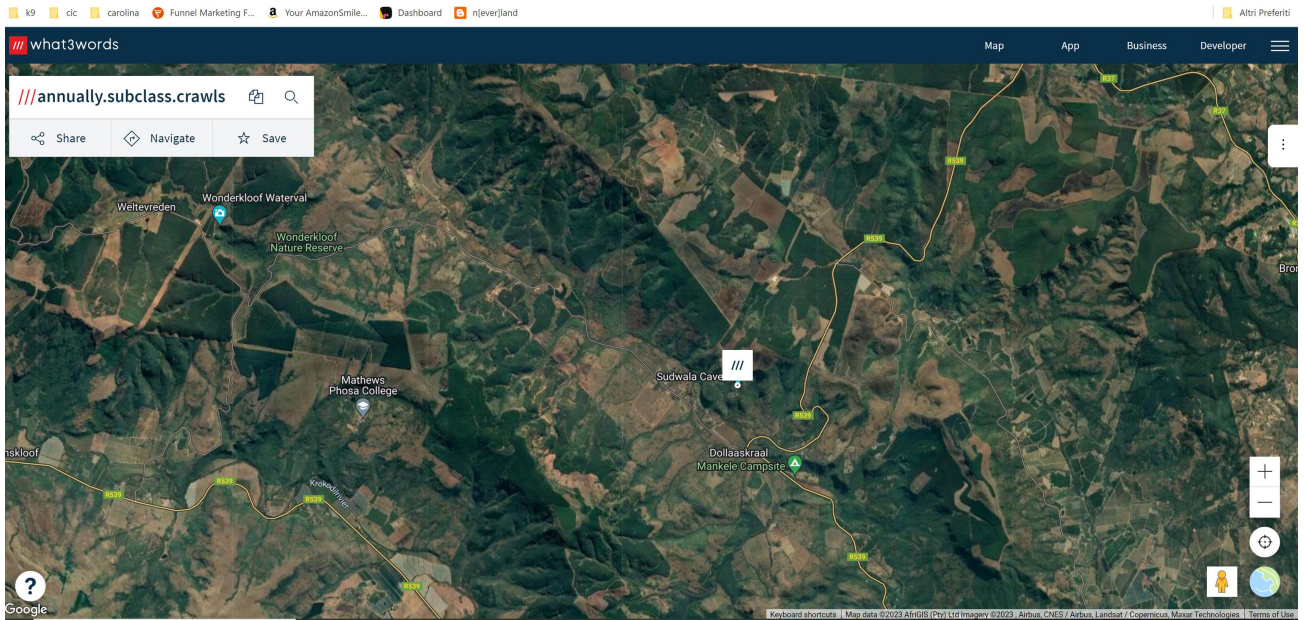 k9 cic carolina Funnel Marketing F... Your AmazonSmile... Dashboard n[ever]land Altri Preferiti
what3words Map App Business Developer
R37
///annually.subclass.crawls
R37
Share Navigate Save
R539
Wonderkloof Waterval
Weltevreden
Wonderkloof
Nature Reserve
R539
Bror
///
Sudwala Cave
Mathews
Phosa College
R539
nskloof
Dollaaskraal
Mankele Campsite
R539
Krokodilrivier
R539
R539
R539
R539
?
Google
Keyboard shortcuts Map data ©2023 AfriGIS (Pty) Ltd Imagery ©2023 , Airbus, CNES / Airbus, Landsat / Copernicus, Maxar Technologies Terms of Use